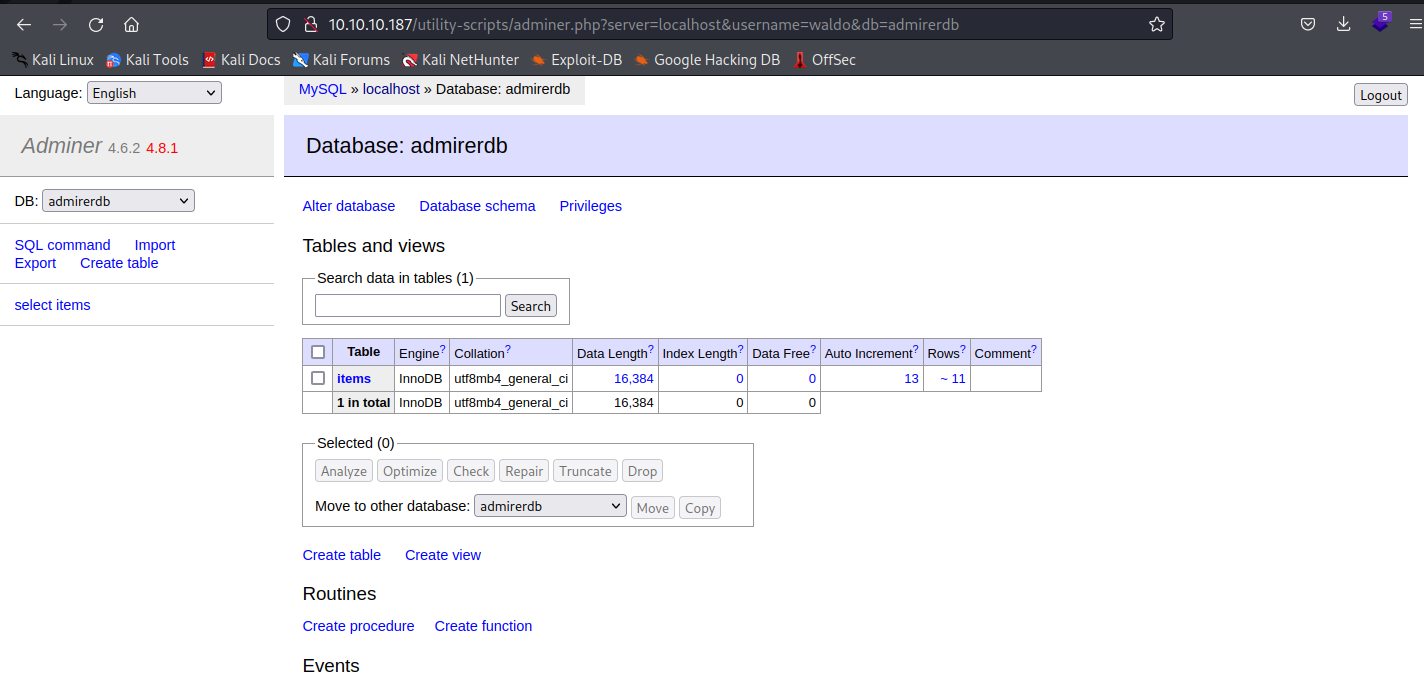 10.10.10.187/utility-scripts/adminer.php?server=localhost&username=waldo&db=admirerdb
5
Kali Linux Kali Tools Kali Docs Kali Forums Kali NetHunter Exploit-DB Google Hacking DB OffSec
Language: English
MySQL » localhost » Database: admirerdb
Logout
Adminer 4.6.2 4.8.1
Database: admirerdb
DB: admirerdb
Alter database Database schema Privileges
SQL command Import
Export Create table
select items
Tables and views
Search data in tables (1)
Search
Table Engine? Collation? Data Length? Index Length? Data Free? Auto Increment? Rows? Comment?
items InnoDB utf8mb4_general_ci 16,384 0 0 13 ~ 11
1 in total InnoDB utf8mb4_general_ci 16,384 0 0
Selected (0)
Analyze Optimize Check Repair Truncate Drop
Move to other database: admirerdb Move Copy
Create table Create view
Routines
Create procedure Create function
Events